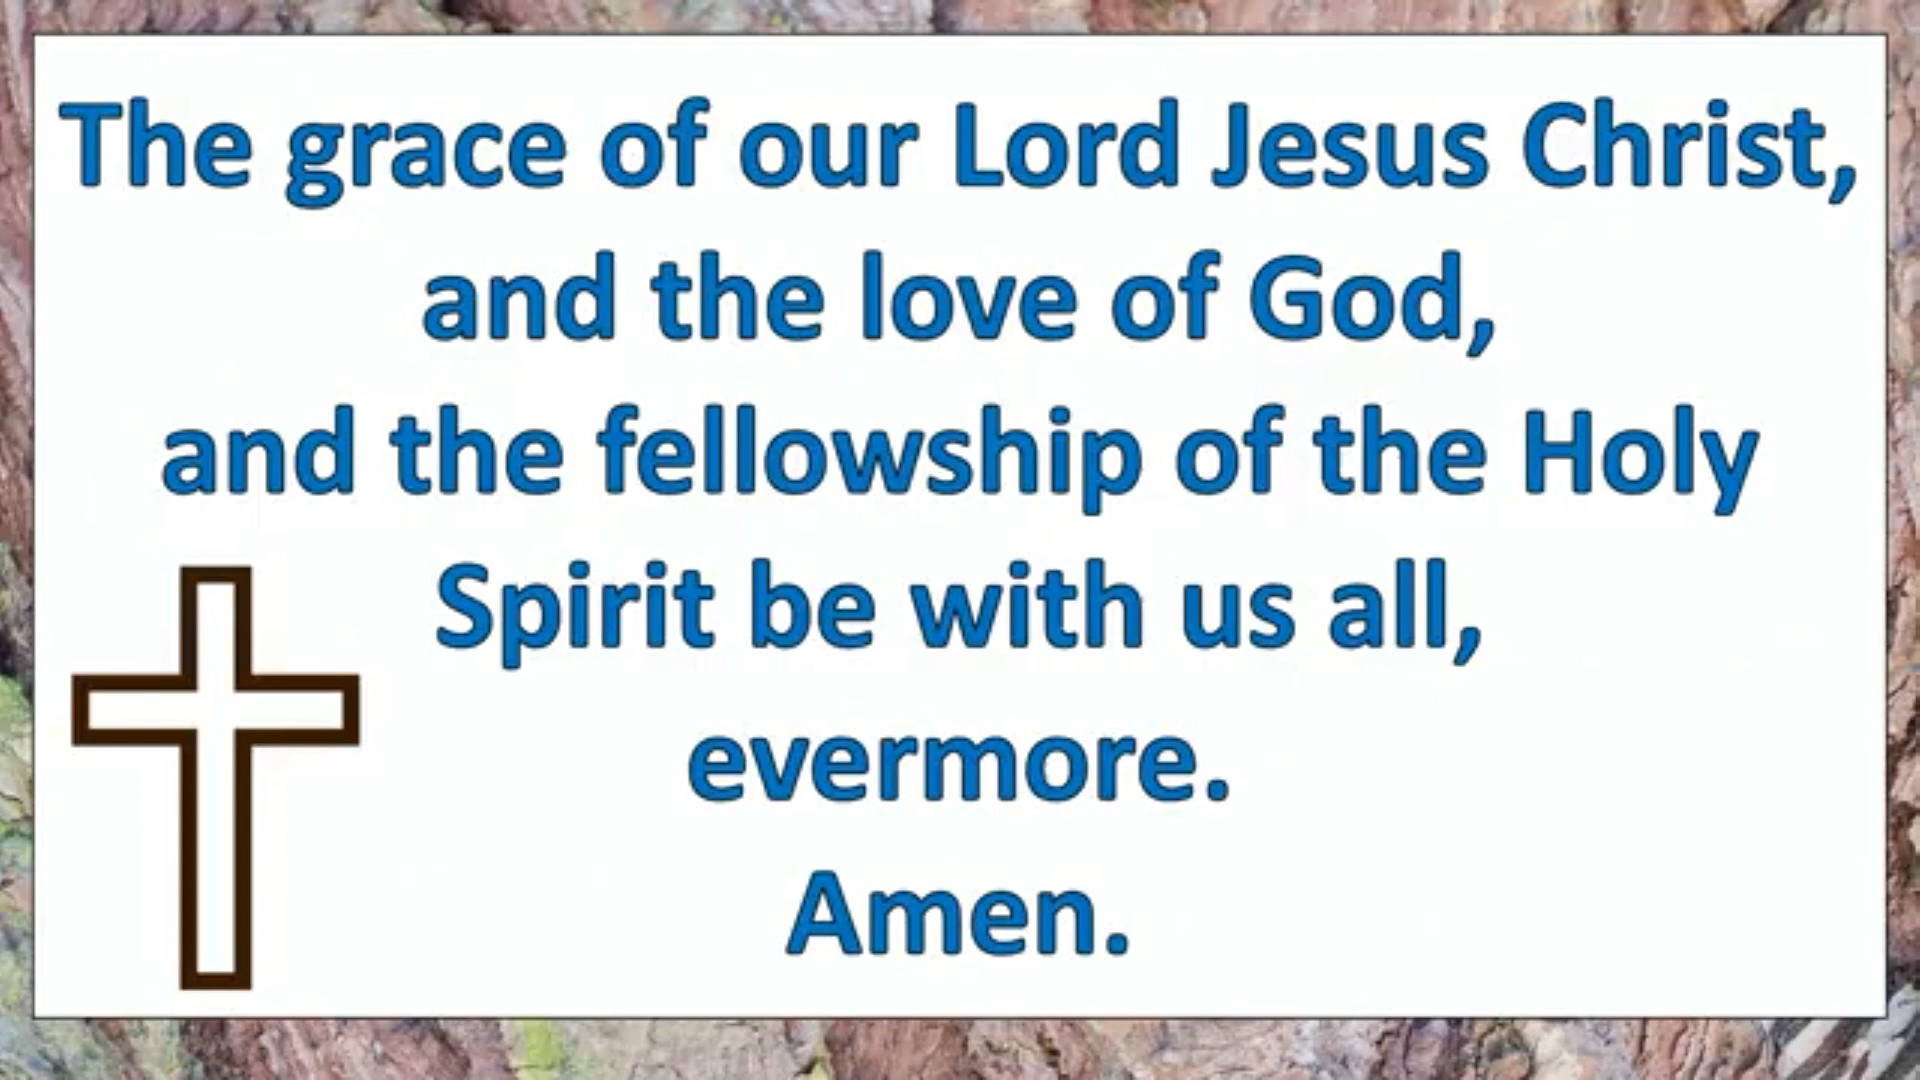 The grace of our Lord Jesus Christ,
and the love of God,
and the fellowship of the Holy
Spirit be with us all,
evermore.
Amen.